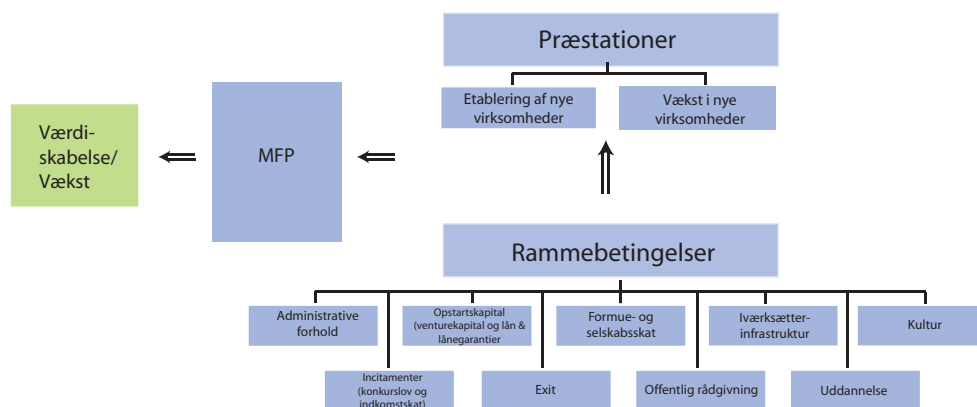 Præstationer
Etablering af nye
virksomheder
Vækst i nye
virksomheder
Værdi-
skabelse/
Vækst
MFP
Rammebetingelser
Administrative
forhold
Opstartskapital
(venturekapital og lån &
lånegarantier
Formue- og
selskabsskat
Iværksætter-
infrastruktur
Kultur
Incitamenter
(konkurslov og
indkomstskat)
Exit
Offentlig rådgivning
Uddannelse